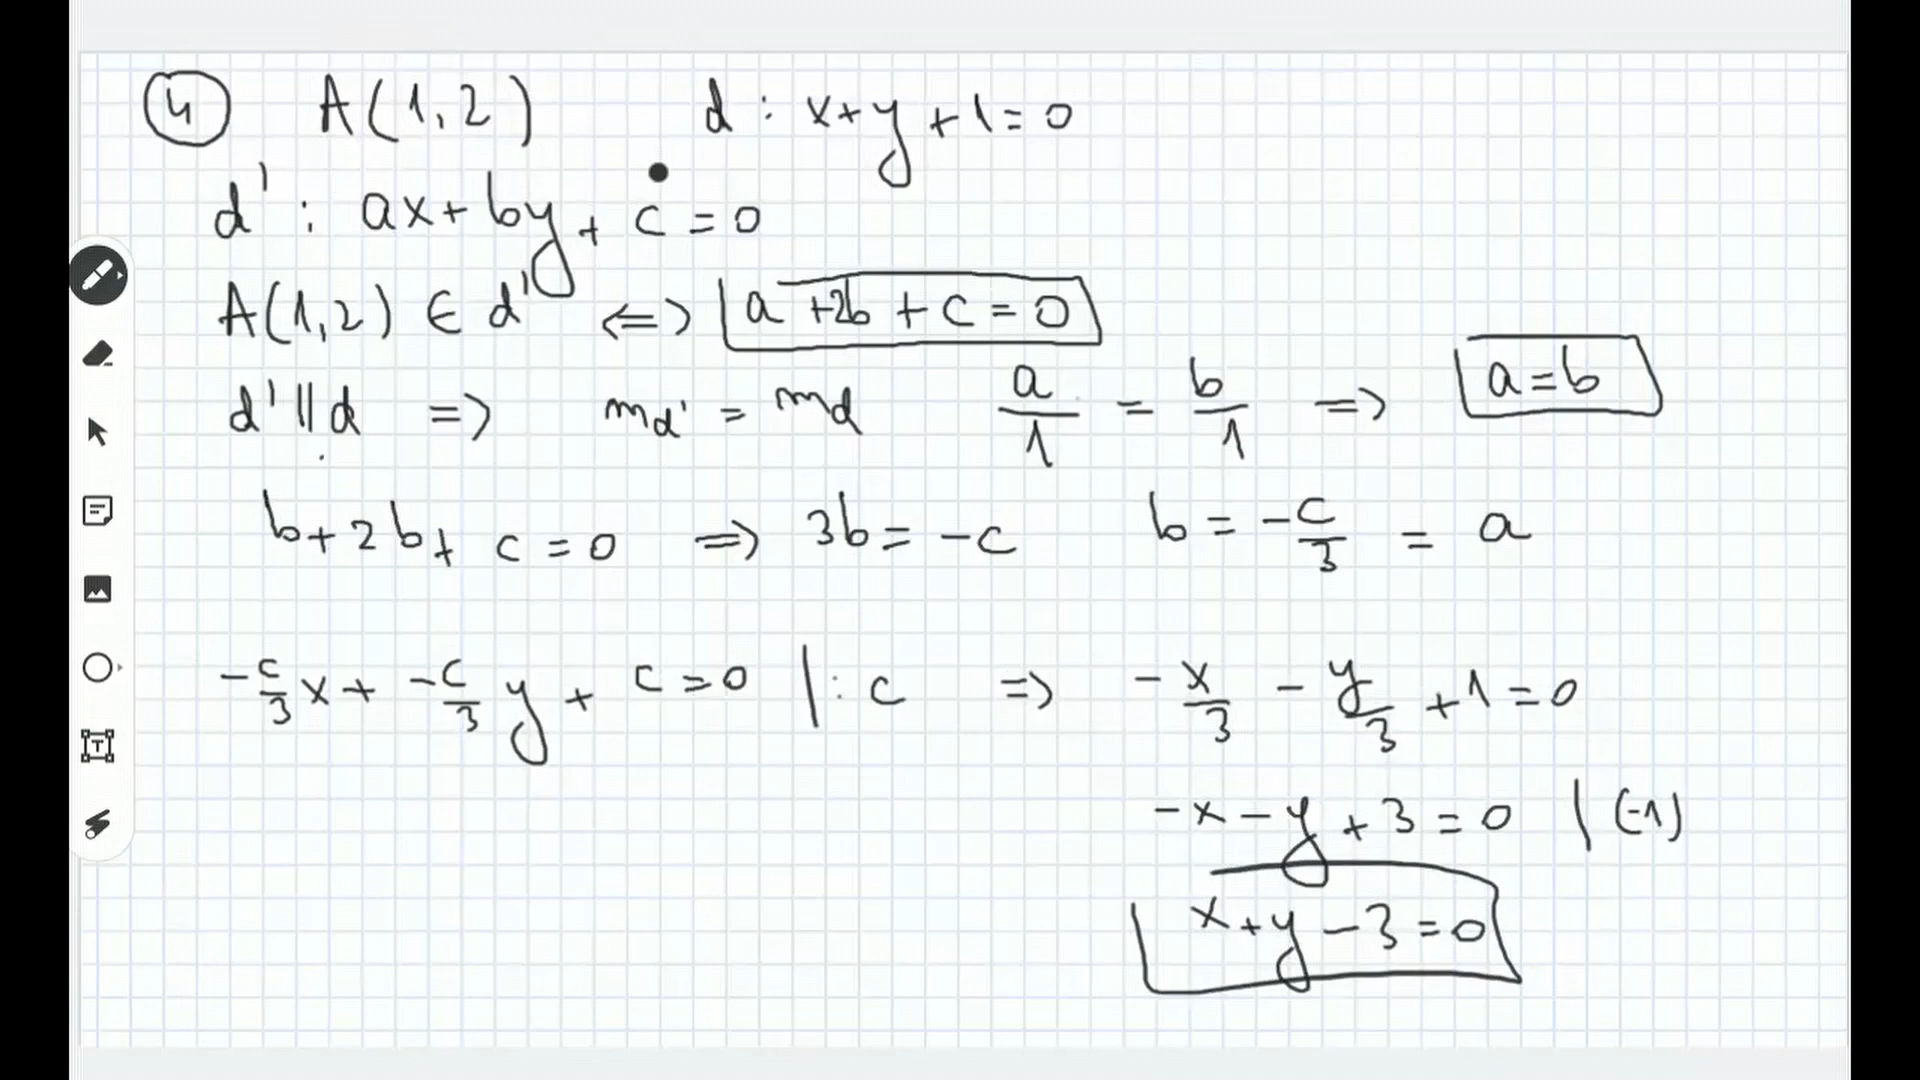 4 A(1,2) d : x+y+1=0
d' : ax+by+c=0
A(1,2) ∈ d' <=> a+2b+c=0
d' || d => m_d' = m_d a/1 = b/1 => a=b
b+2b+c=0 => 3b=-c b=-c/3 = a
-c/3 x + -c/3 y + c=0 | : c => -x/3 - y/3 +1=0
-x-y+3=0 | (-1)
x+y-3=0